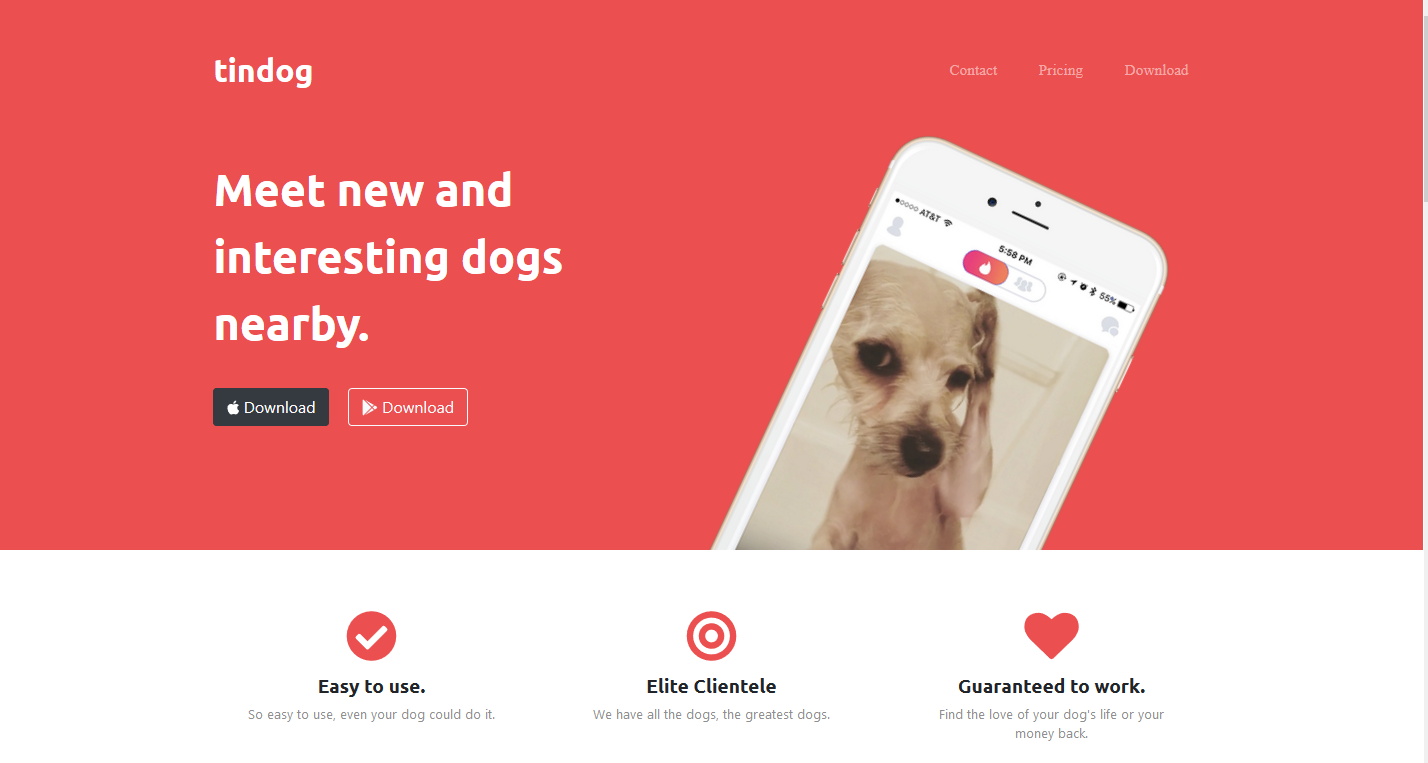 tindog
Contact Pricing Download
Meet new and
interesting dogs
nearby.
Download Download
AT&T 5:58 PM 55%
Easy to use.
So easy to use, even your dog could do it.
Elite Clientele
We have all the dogs, the greatest dogs.
Guaranteed to work.
Find the love of your dog's life or your
money back.